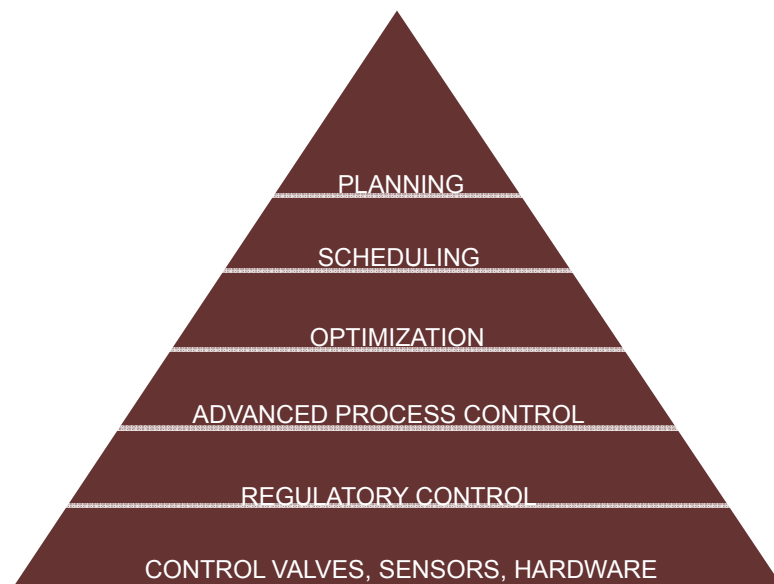 PLANNING
SCHEDULING
OPTIMIZATION
ADVANCED PROCESS CONTROL
REGULATORY CONTROL
CONTROL VALVES, SENSORS, HARDWARE